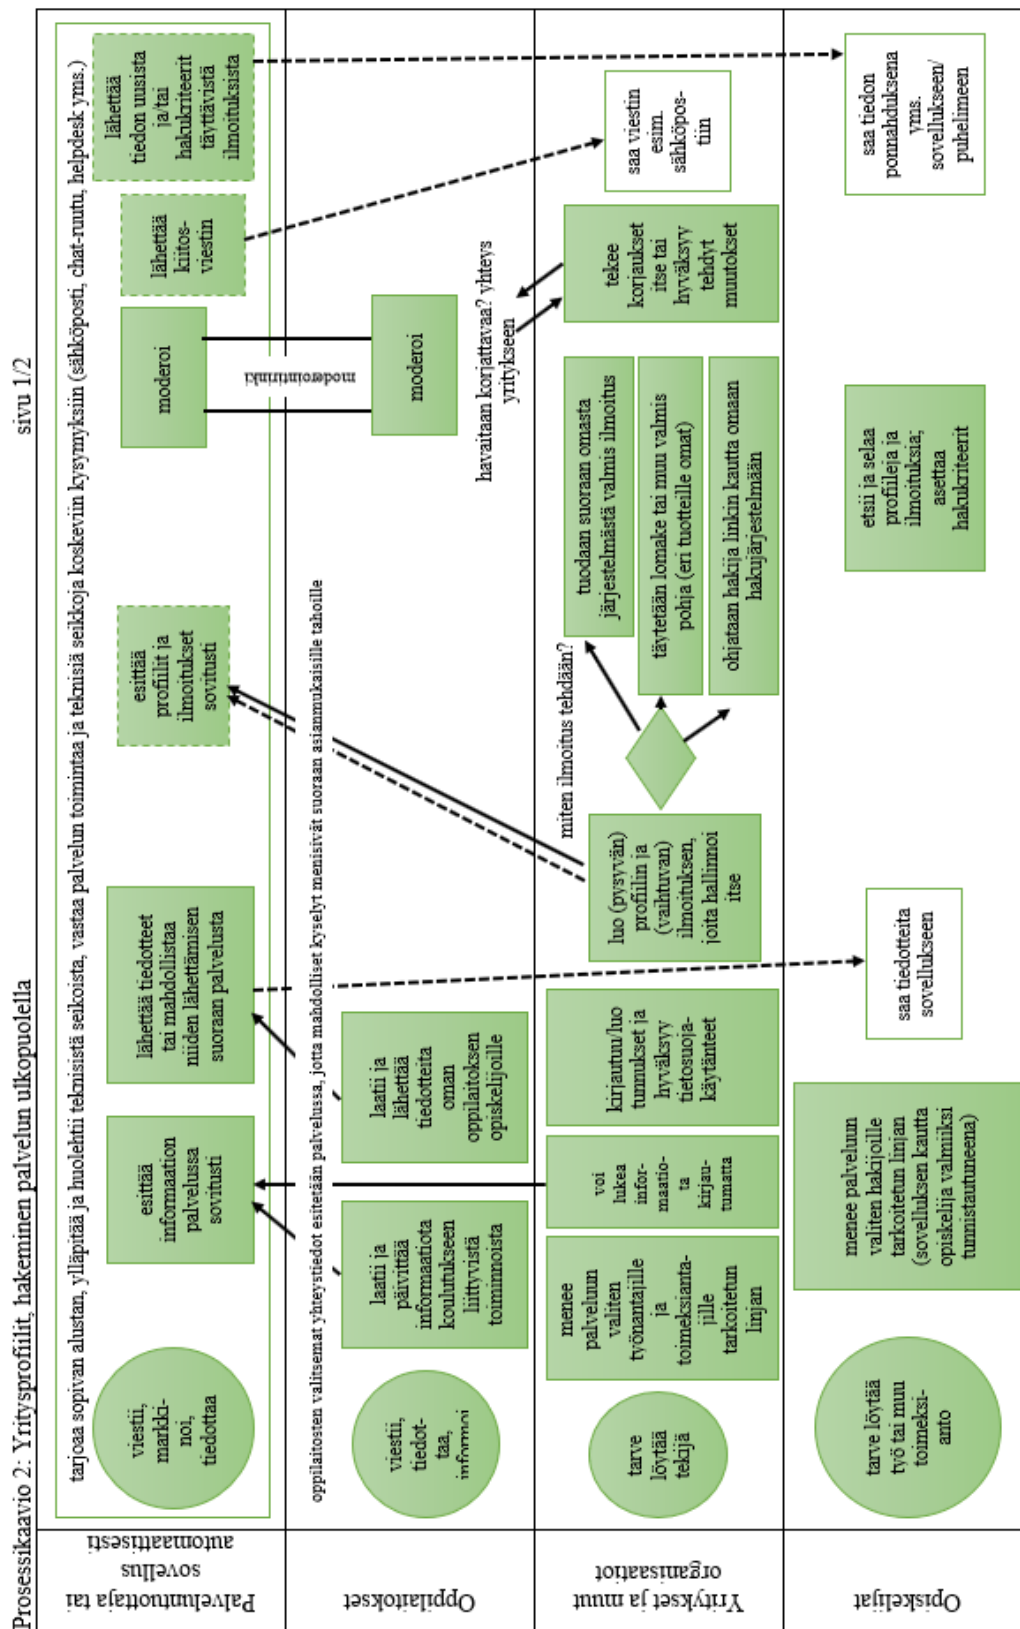 Prosessikaavio 2: Yritysprofiilit, hakeminen palvelun ulkopuolella
sivu 1/2
Palveluntuottaja tai
sovellus
automaattisesti
tarjoaa sopivan alustan, ylläpitää ja huolehtii teknisistä seikoista, vastaa palvelun toimintaa ja teknisiä seikkoja koskeviin kysymyksiin (sähköposti, chat-ruutu, helpdesk yms.)
viestii,
markki-
noi,
tiedottaa
esittää
informaation
palvelussa
sovitusti
lähettää tiedotteet
tai mahdollistaa
niiden lähettämisen
suoraan palvelusta
esittää
profiilit ja
ilmoitukset
sovitusti
moderoi
lähettää
kiitos-
viestin
lähettää
tiedon uusista
ja/tai
hakukriteerit
täyttävistä
ilmoituksista
moderointirinki
Oppilaitokset
oppilaitosten valitsemat yhteystiedot esitetään palvelussa, jotta mahdolliset kyselyt menisivät suoraan asianmukaisille tahoille
viestii,
tiedot-
taa,
informoi
laatii ja
päivittää
informaatiota
koulutukseen
liittyvistä
toiminnoista
laatii ja
lähettää
tiedotteita
oman
oppilaitoksen
opiskelijoille
moderoi
havaitaan korjattavaa? yhteys
yritykseen
Yritykset ja muut
organisaatiot
tarve
löytää
tekijä
menee
palveluun
valiten
työnantajille
ja
toimeksianta-
jille
tarkoitetun
linjan
voi
lukea
infor-
maatio-
ta
kirjau-
tumatta
kirjautuu/luo
tunnukset ja
hyväksyy
tietosuoja-
käytänteet
luo (pysyvän)
profiilin ja
(vaihtuvan)
ilmoituksen,
joita hallinnoi
itse
miten ilmoitus tehdään?
tuodaan suoraan omasta
järjestelmästä valmis ilmoitus
täytetään lomake tai muu valmis
pohja (eri tuotteille omat)
ohjataan hakija linkin kautta omaan
hakujärjestelmään
tekee
korjaukset
itse tai
hyväksyy
tehdyt
muutokset
saa viestin
esim.
sähköpos-
tiin
Opiskelijat
tarve löytää
työ tai muu
toimeksi-
anto
menee palveluun
valiten hakijoille
tarkoitetun linjan
(sovelluksen kautta
opiskelija valmiiksi
tunnistautuneena)
saa tiedotteita
sovellukseen
etsii ja selaa
profiileja ja
ilmoituksia;
asettaa
hakukriteerit
saa tiedon
ponnahduksena
yms.
sovellukseen/
puhelimeen